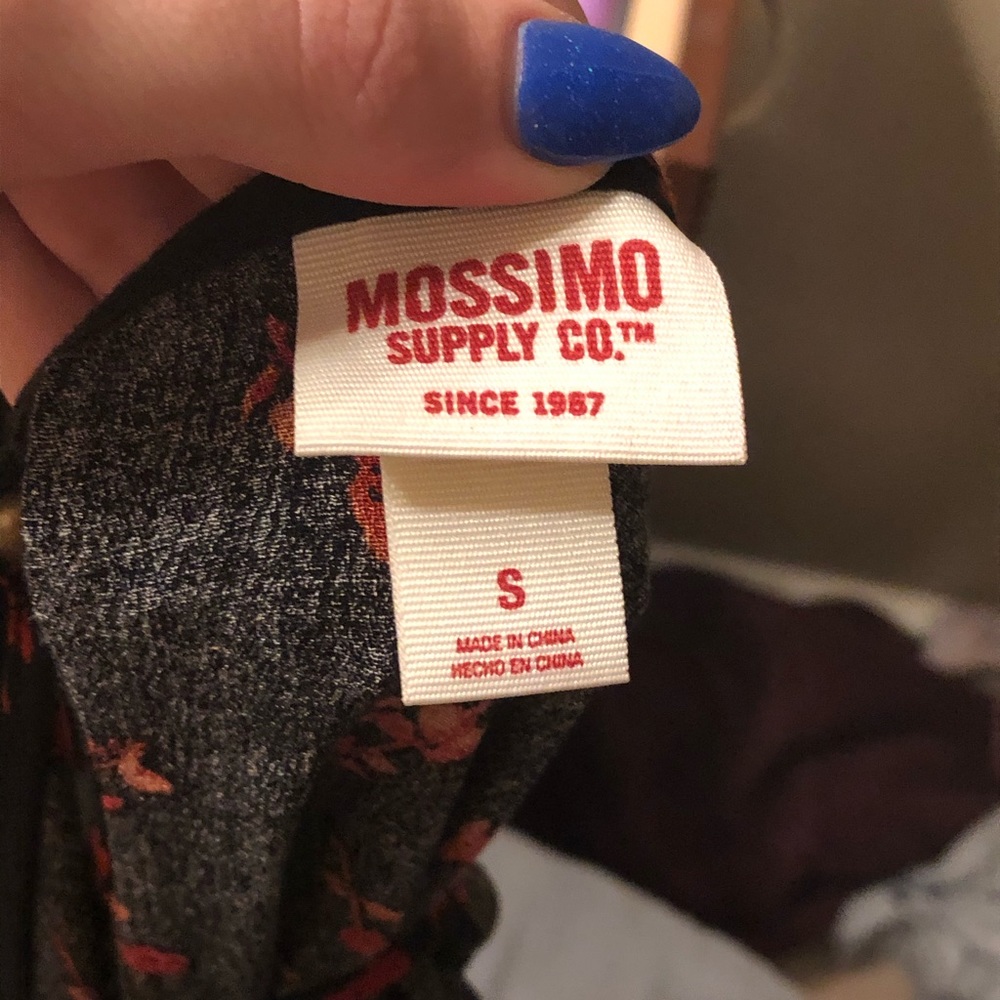 MOSSIMO
SUPPLY CO.™
SINCE 1987
S
MADE IN CHINA
HECHO EN CHINA